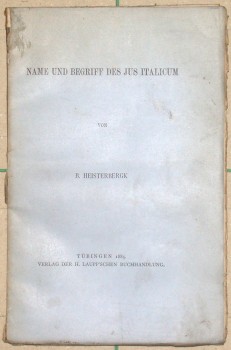 NAME UND BEGRIFF DES JUS ITALICUM
VON
B. HEISTERBERGK
TÜBINGEN 1885.
VERLAG DER H. LAUPP'SCHEN BUCHHANDLUNG.